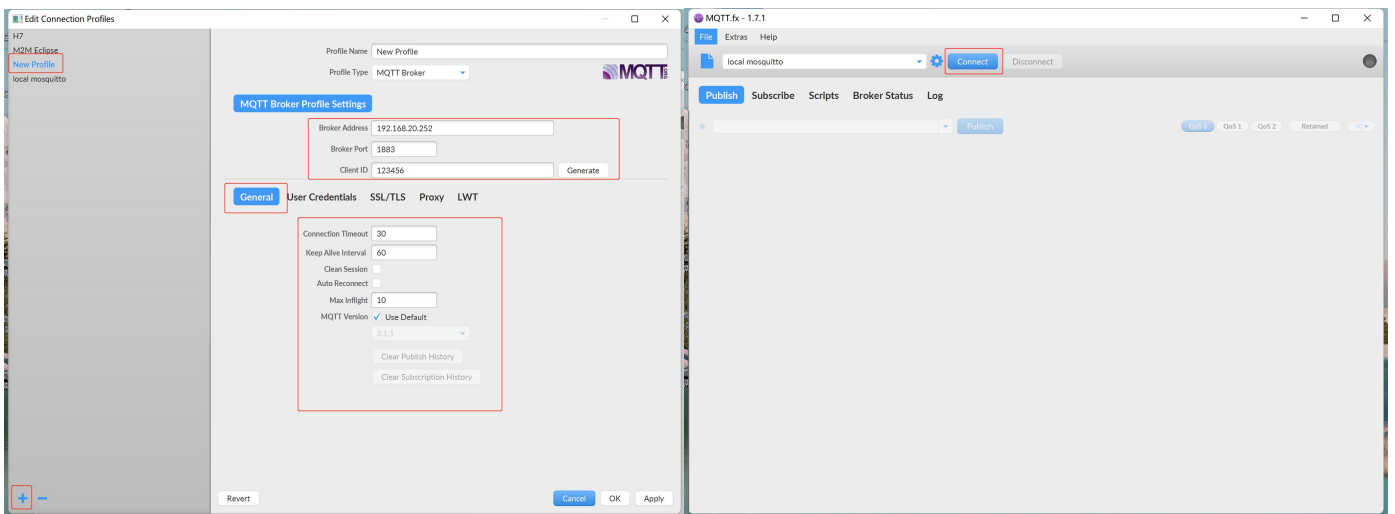 Edit Connection Profiles
H7
M2M Eclipse
New Profile
local mosquitto
Profile Name New Profile
Profile Type MQTT Broker
MQTT.ORG
MQTT Broker Profile Settings
Broker Address 192.168.20.252
Broker Port 1883
Client ID 123456 Generate
General User Credentials SSL/TLS Proxy LWT
Connection Timeout 30
Keep Alive Interval 60
Clean Session
Auto Reconnect
Max Inflight 10
MQTT Version Use Default
3.1.1
Clear Publish History
Clear Subscription History
Revert Cancel OK Apply
MQTT.fx - 1.7.1
File Extras Help
local mosquitto Connect Disconnect
Publish Subscribe Scripts Broker Status Log
Publish QoS 0 QoS 1 QoS 2 Retained